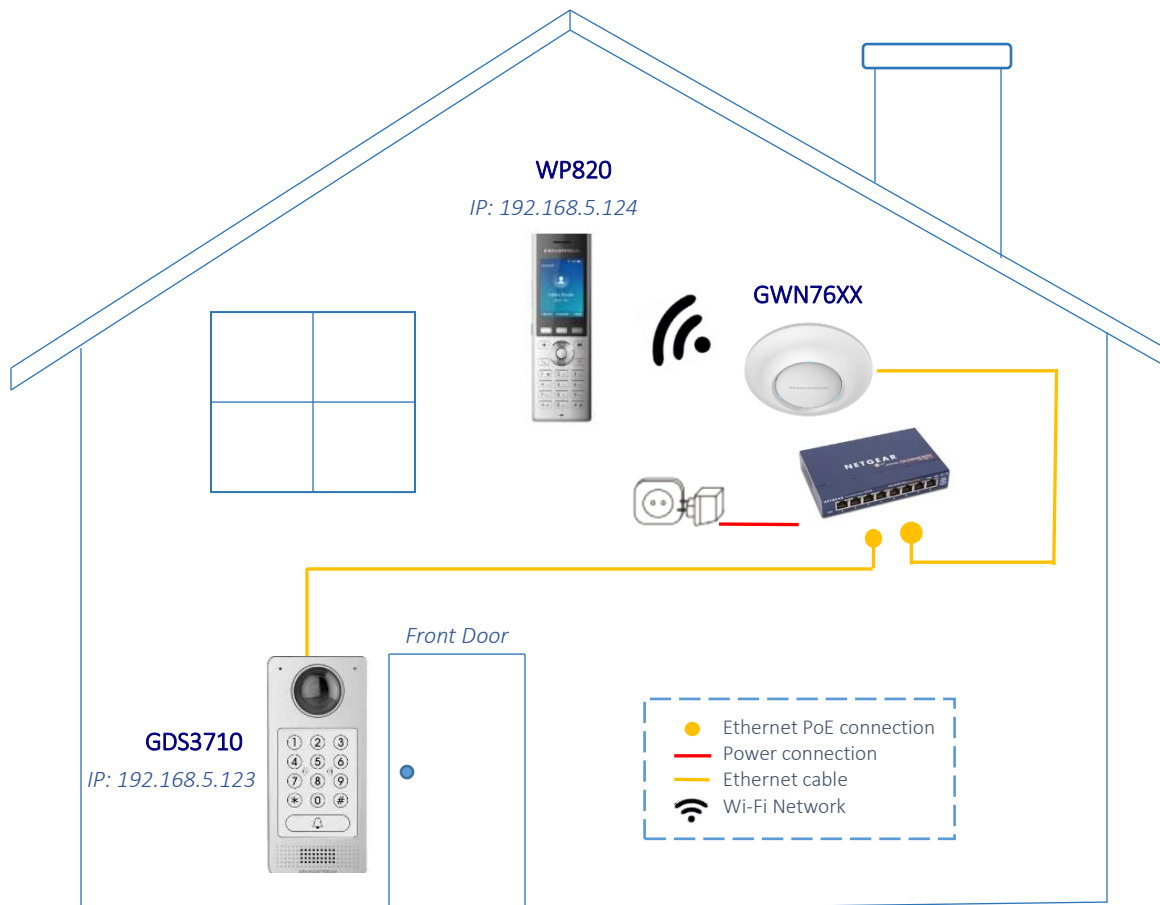 WP820
IP: 192.168.5.124
GWN76XX
NETGEAR
Front Door
GDS3710
IP: 192.168.5.123
1 2 3
4 5 6
7 8 9
* 0 #
Ethernet PoE connection
Power connection
Ethernet cable
Wi-Fi Network